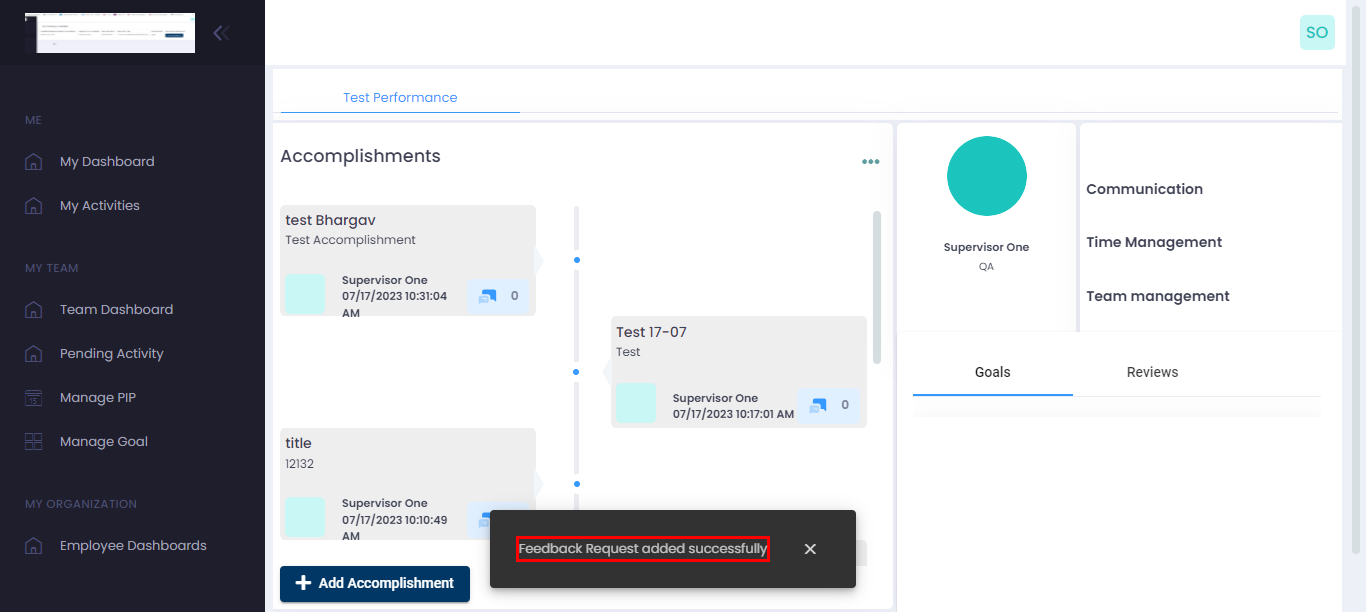 SO
ME
My Dashboard
My Activities
MY TEAM
Team Dashboard
Pending Activity
Manage PIP
15
Manage Goal
MY ORGANIZATION
Employee Dashboards
Test Performance
Accomplishments
test Bhargav
Test Accomplishment
Supervisor One
07/17/2023 10:31:04
AM
0
Test 17-07
Test
Supervisor One
07/17/2023 10:17:01 AM
0
title
12132
Supervisor One
07/17/2023 10:10:49
AM
Add Accomplishment
Feedback Request added successfully
Supervisor One
QA
Communication
Time Management
Team management
Goals
Reviews